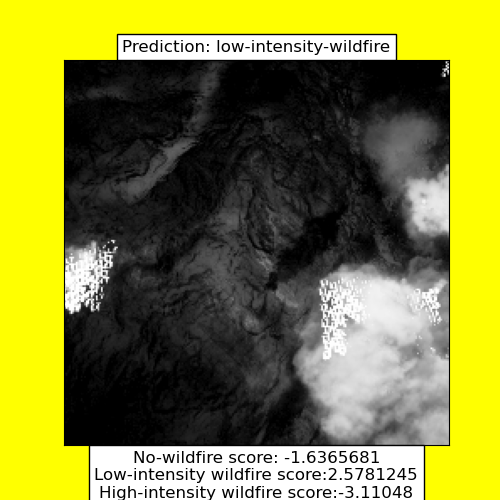 Prediction: low-intensity-wildfire
No-wildfire score: -1.6365681
Low-intensity wildfire score:2.5781245
High-intensity wildfire score:-3.11048